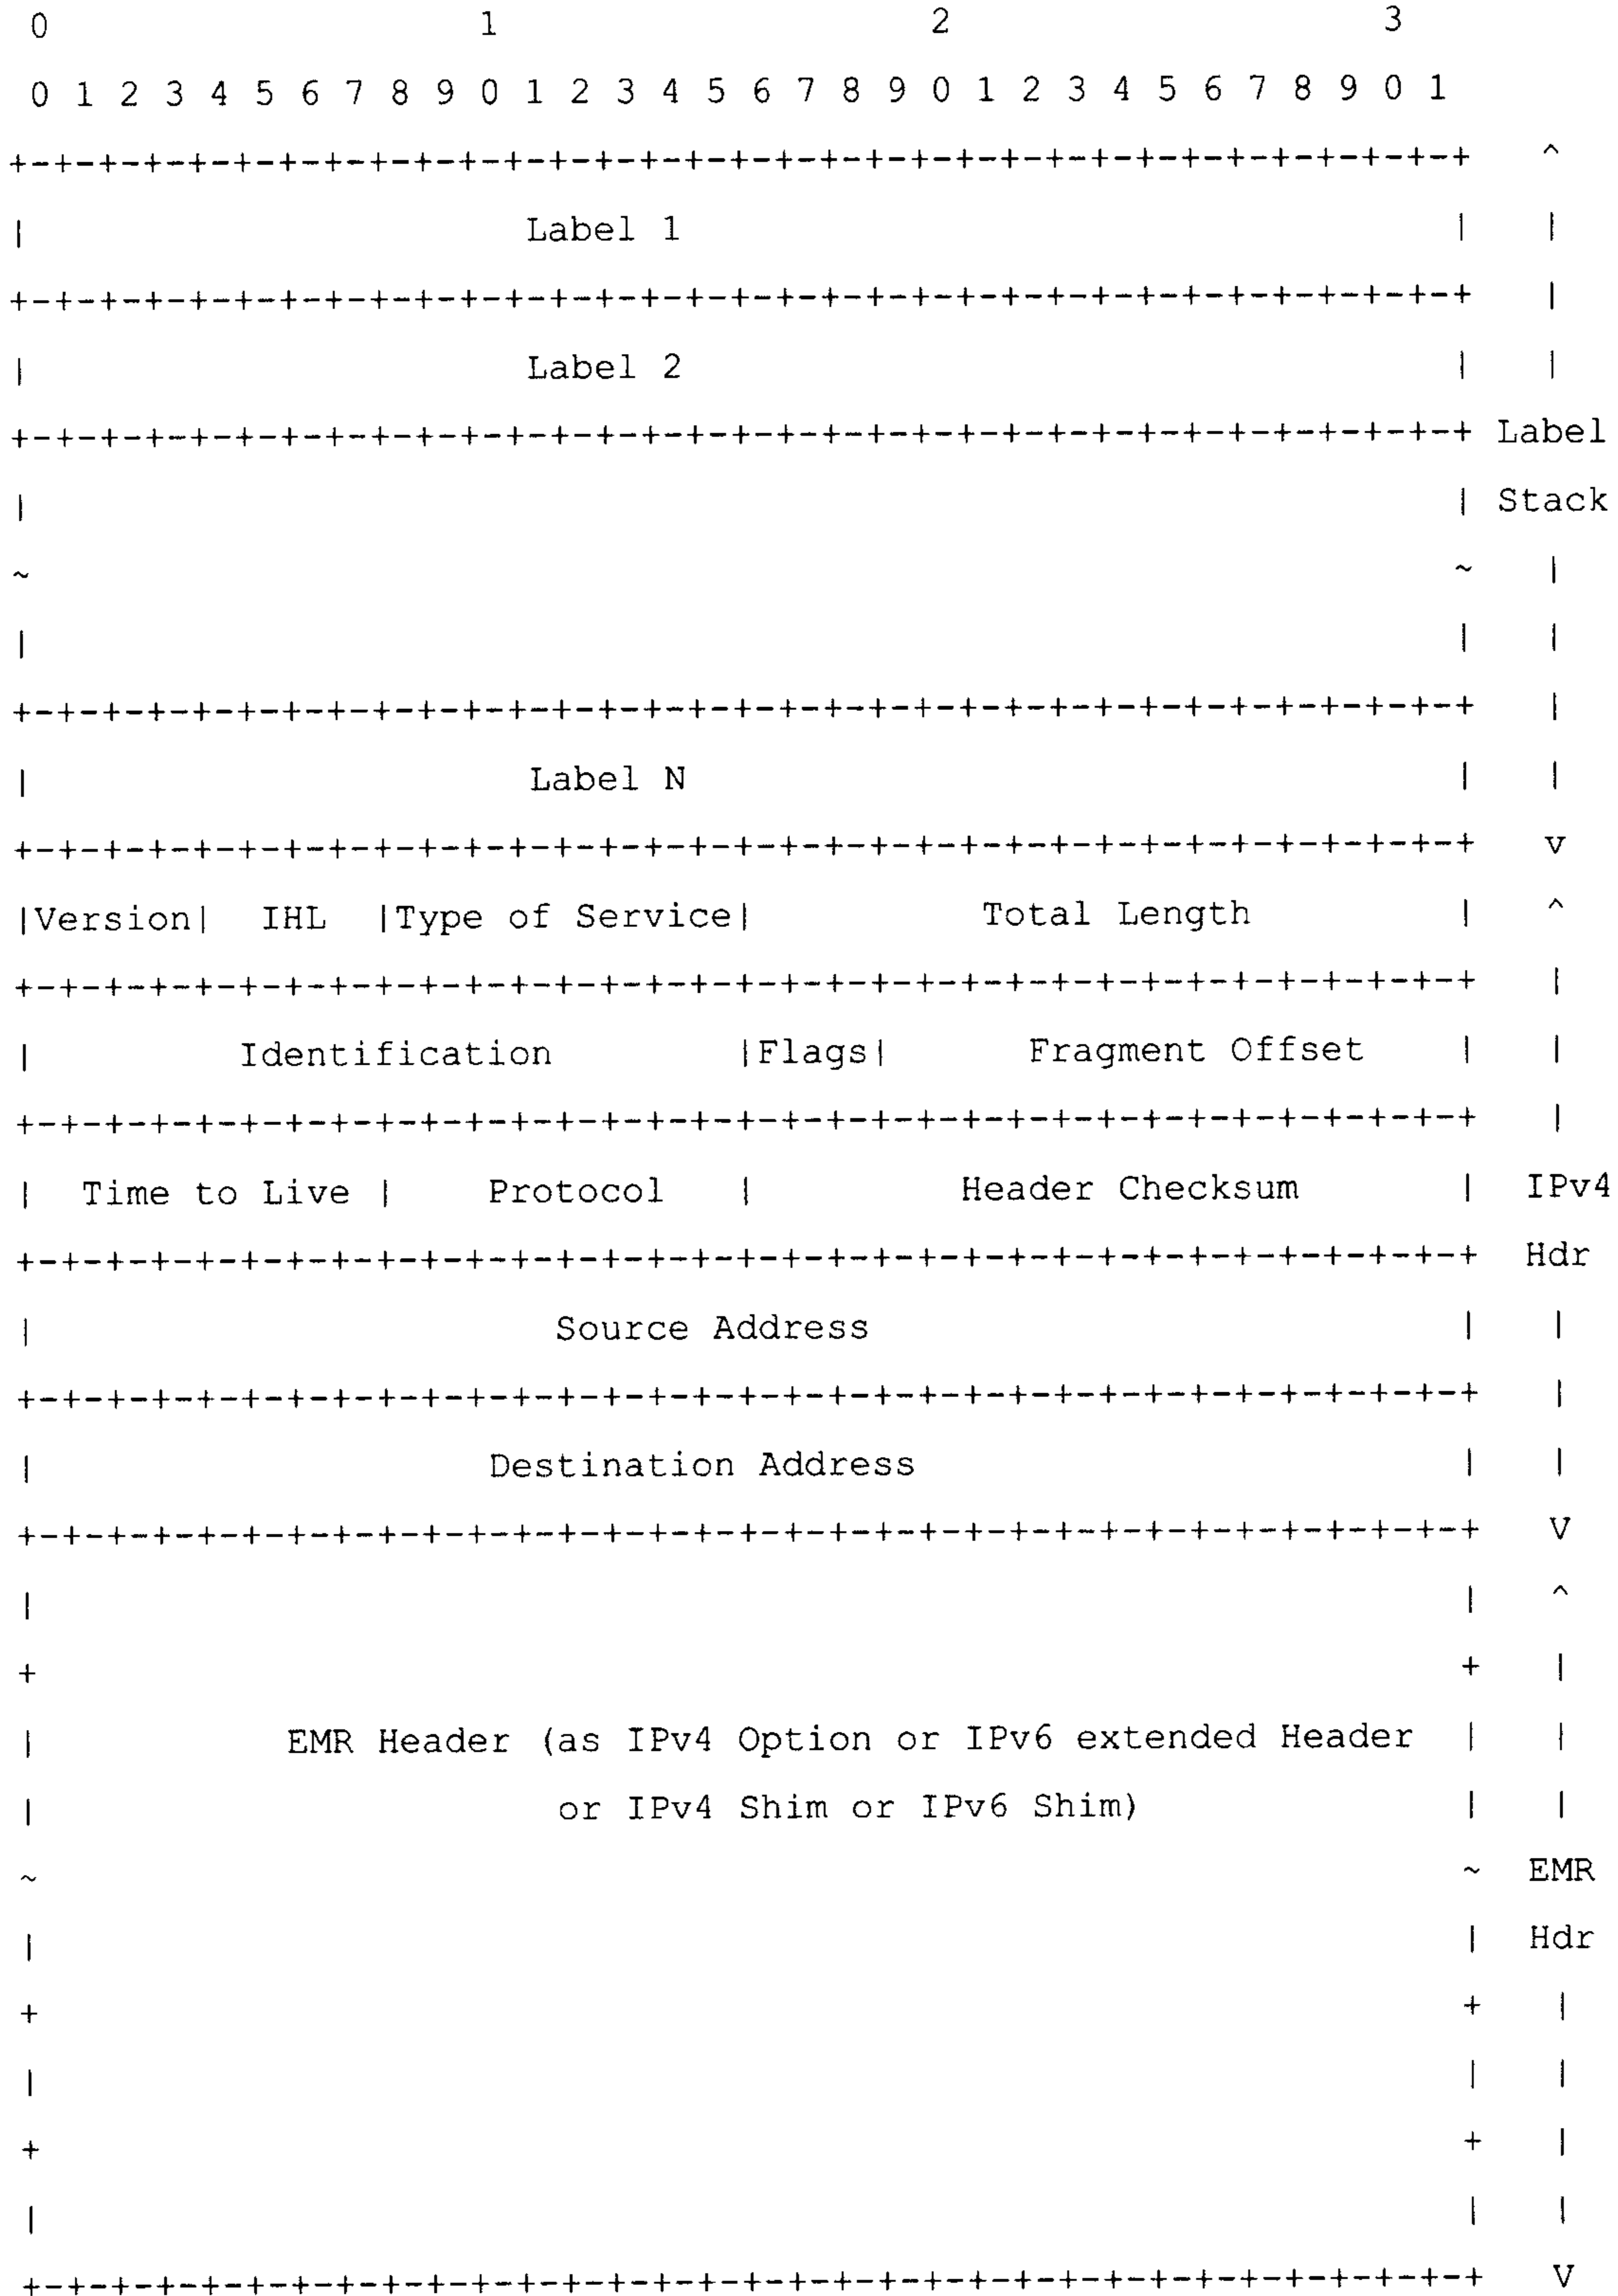 0                   1                   2                   3
0 1 2 3 4 5 6 7 8 9 0 1 2 3 4 5 6 7 8 9 0 1 2 3 4 5 6 7 8 9 0 1
+-+-+-+-+-+-+-+-+-+-+-+-+-+-+-+-+-+-+-+-+-+-+-+-+-+-+-+-+-+-+-+-+   ^
|                      Label 1                                  |   |
+-+-+-+-+-+-+-+-+-+-+-+-+-+-+-+-+-+-+-+-+-+-+-+-+-+-+-+-+-+-+-+-+   |
|                      Label 2                                  |   |
+-+-+-+-+-+-+-+-+-+-+-+-+-+-+-+-+-+-+-+-+-+-+-+-+-+-+-+-+-+-+-+-+ Label
|                                                               | Stack
~                                                               ~   |
|                                                               |   |
+-+-+-+-+-+-+-+-+-+-+-+-+-+-+-+-+-+-+-+-+-+-+-+-+-+-+-+-+-+-+-+-+   |
|                      Label N                                  |   |
+-+-+-+-+-+-+-+-+-+-+-+-+-+-+-+-+-+-+-+-+-+-+-+-+-+-+-+-+-+-+-+-+   v
|Version|  IHL  |Type of Service|          Total Length         |   ^
+-+-+-+-+-+-+-+-+-+-+-+-+-+-+-+-+-+-+-+-+-+-+-+-+-+-+-+-+-+-+-+-+   |
|         Identification        |Flags|      Fragment Offset    |   |
+-+-+-+-+-+-+-+-+-+-+-+-+-+-+-+-+-+-+-+-+-+-+-+-+-+-+-+-+-+-+-+-+   |
|  Time to Live |    Protocol   |         Header Checksum       |  IPv4
+-+-+-+-+-+-+-+-+-+-+-+-+-+-+-+-+-+-+-+-+-+-+-+-+-+-+-+-+-+-+-+-+  Hdr
|                       Source Address                          |   |
+-+-+-+-+-+-+-+-+-+-+-+-+-+-+-+-+-+-+-+-+-+-+-+-+-+-+-+-+-+-+-+-+   |
|                    Destination Address                        |   |
+-+-+-+-+-+-+-+-+-+-+-+-+-+-+-+-+-+-+-+-+-+-+-+-+-+-+-+-+-+-+-+-+   V
|                                                               |   ^
+                                                               +   |
|           EMR Header (as IPv4 Option or IPv6 extended Header  |   |
|                       or IPv4 Shim or IPv6 Shim)              |   |
~                                                               ~  EMR
|                                                               |  Hdr
+                                                               +   |
|                                                               |   |
+                                                               +   |
|                                                               |   |
+-+-+-+-+-+-+-+-+-+-+-+-+-+-+-+-+-+-+-+-+-+-+-+-+-+-+-+-+-+-+-+-+   V